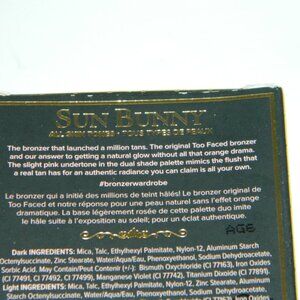 SUN BUNNY
ALL SKIN TONES • TOUS TYPES DE PEAUX
The bronzer that launched a million tans. The original Too Faced bronzer
and our answer to getting a natural glow without all that orange drama.
The slight pink undertone in the dual shade palette mimics the flush that
a real tan has for an authentic radiance you can claim is all your own.
#bronzerwardrobe
Le bronzer qui a initié des millions de teint hâlés! Le bronzer original de
Too Faced et notre réponse pour un teint naturel sans l'effet orange
dramatique. La base légèrement rosée de cette palette duo imite
le hâle suite à l'exposition au soleil; pour un éclat authentique.
AGE
DARK INGREDIENTS: Mica, Talc, Ethylhexyl Palmitate, Nylon-12, Aluminum Starch
Octenylsuccinate, Zinc Stearate, Water/Aqua/Eau, Phenoxyethanol, Sodium Dehydroacetate,
Sorbic Acid. May Contain/Peut Contenir (+/-): Bismuth Oxychloride (CI 77163), Iron Oxides
(CI 77491, CI 77492, CI 77499), Manganese Violet (CI 77742), Titanium Dioxide (CI 77891).
Light INGREDIENTS: Mica, Talc, Ethylhexyl Palmitate, Nylon-12, Aluminum Starch
Octenylsuccinate, Zinc Stearate, Water/Aqua/Eau, Phenoxyethanol, Sodium